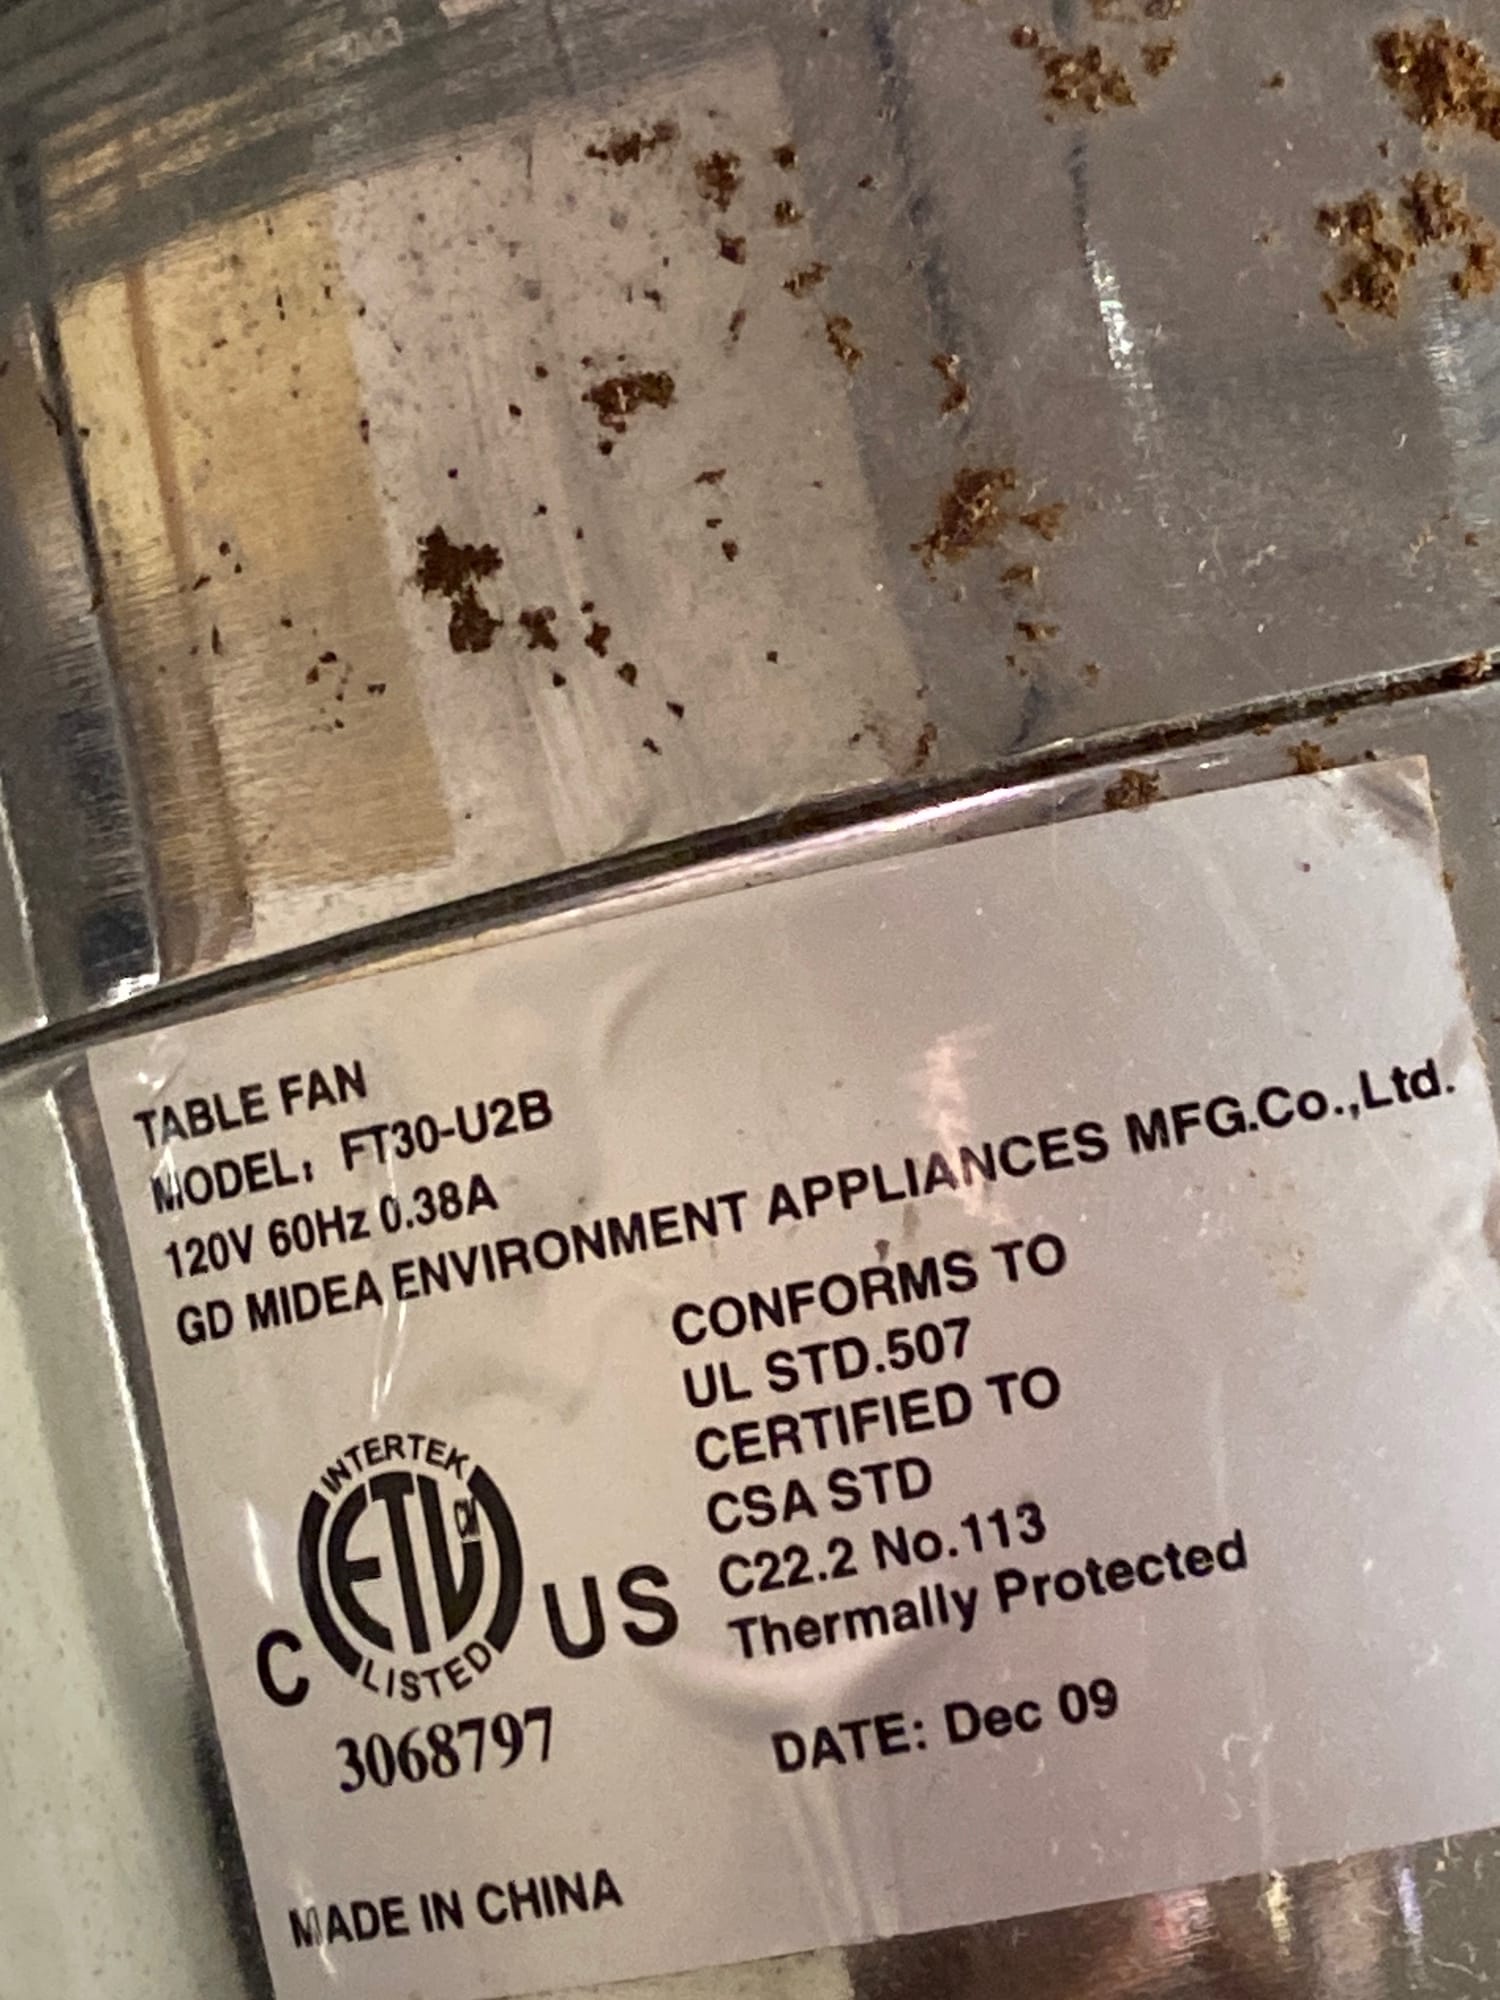 TABLE FAN
MODEL: FT30-U2B
120V 60Hz 0.38A
GD MIDEA ENVIRONMENT APPLIANCES MFG.Co.,Ltd.
CONFORMS TO
UL STD.507
CERTIFIED TO
CSA STD
C22.2 No.113
Thermally Protected
INTERTEK
C ETL CM US
LISTED
3068797
DATE: Dec 09
MADE IN CHINA